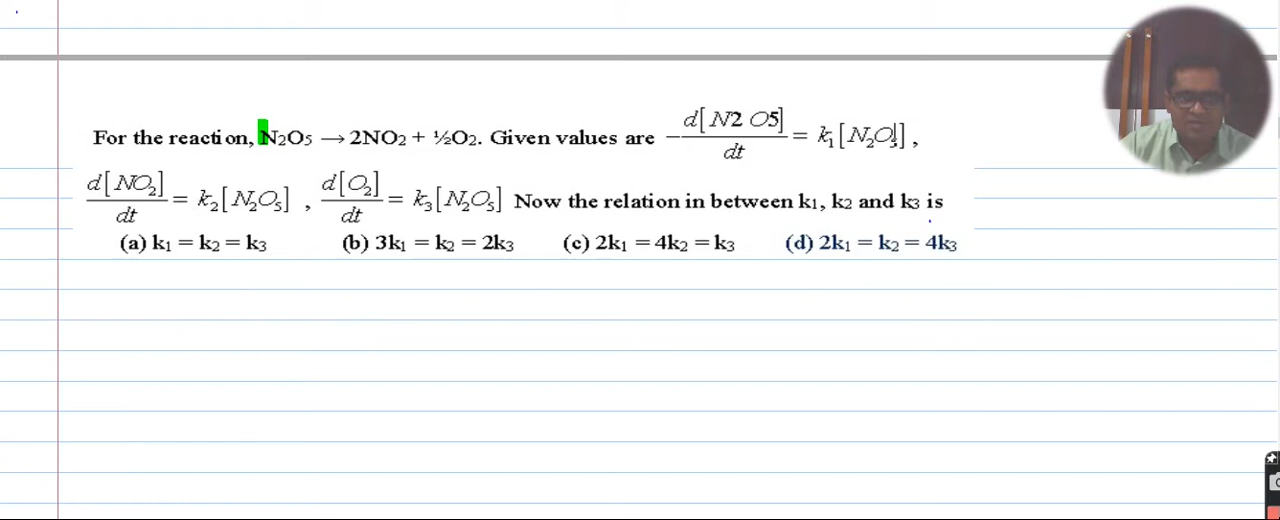 For the reaction, N₂O₅ → 2NO₂ + ½O₂. Given values are −d[N2 O5]/dt = k₁[N₂O₅],
d[NO₂]/dt = k₂[N₂O₅] , d[O₂]/dt = k₃[N₂O₅] Now the relation in between k₁, k₂ and k₃ is
(a) k₁ = k₂ = k₃ (b) 3k₁ = k₂ = 2k₃ (c) 2k₁ = 4k₂ = k₃ (d) 2k₁ = k₂ = 4k₃